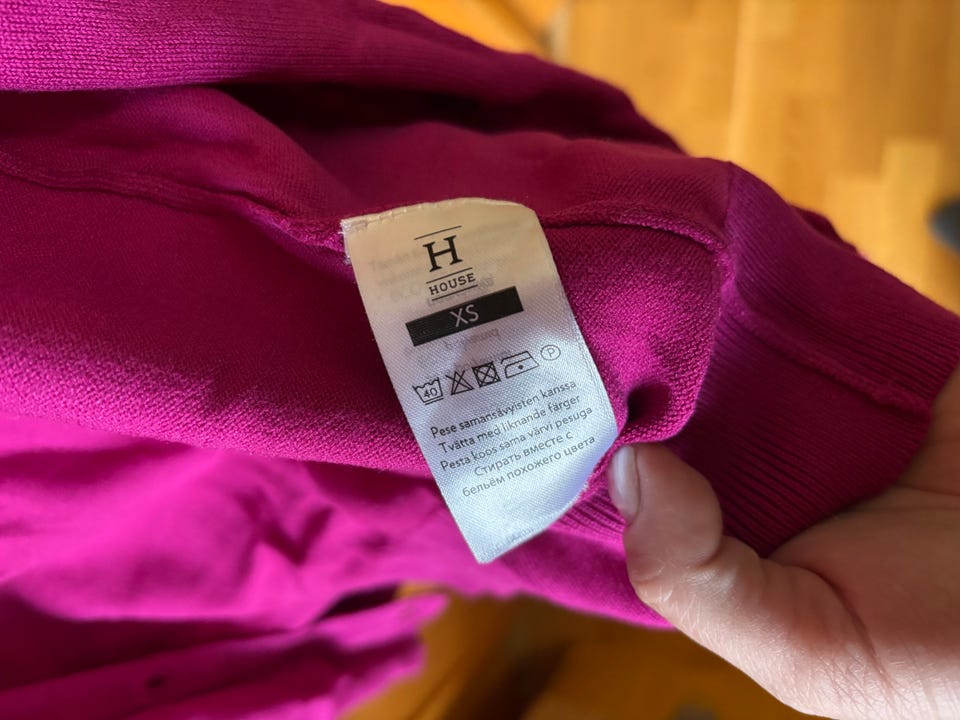 H
HOUSE
XS
40
P
Pese samansävyisten kanssa
Tvätta med liknande färger
Pesta koos sama värvi pesuga
Стирать вместе с
бельём похожего цвета